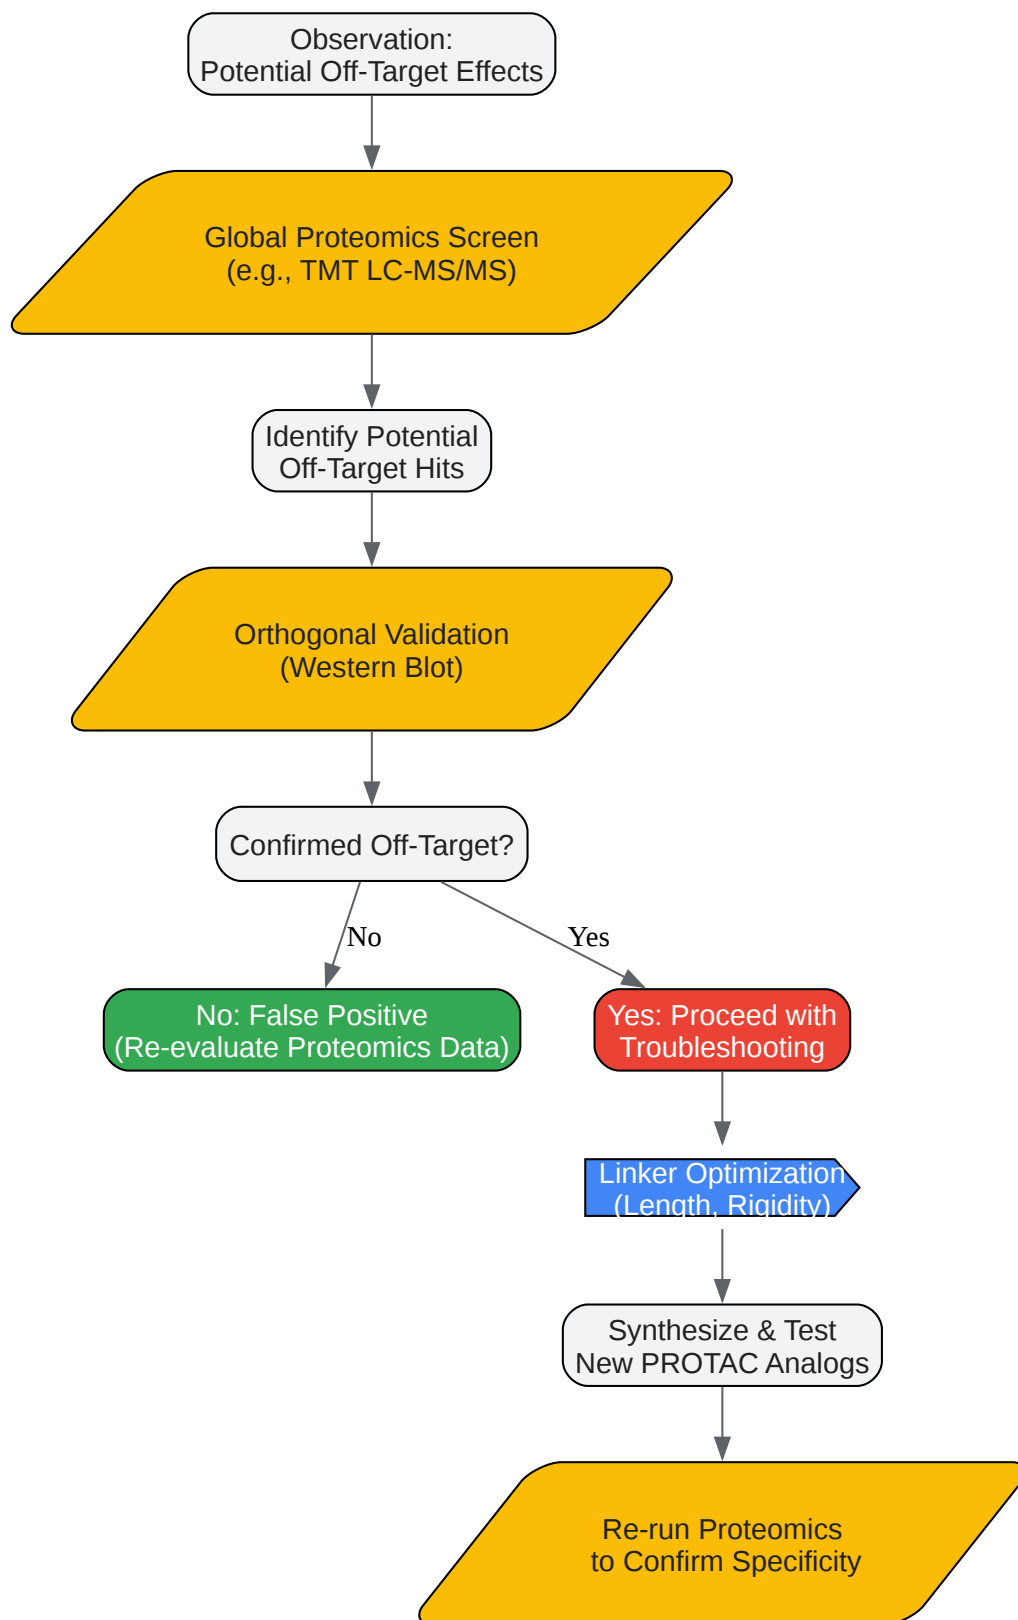 Observation:
Potential Off-Target Effects
Global Proteomics Screen
(e.g., TMT LC-MS/MS)
Identify Potential
Off-Target Hits
Orthogonal Validation
(Western Blot)
Confirmed Off-Target?
No
Yes
No: False Positive
(Re-evaluate Proteomics Data)
Yes: Proceed with
Troubleshooting
Linker Optimization
(Length, Rigidity)
Synthesize & Test
New PROTAC Analogs
Re-run Proteomics
to Confirm Specificity